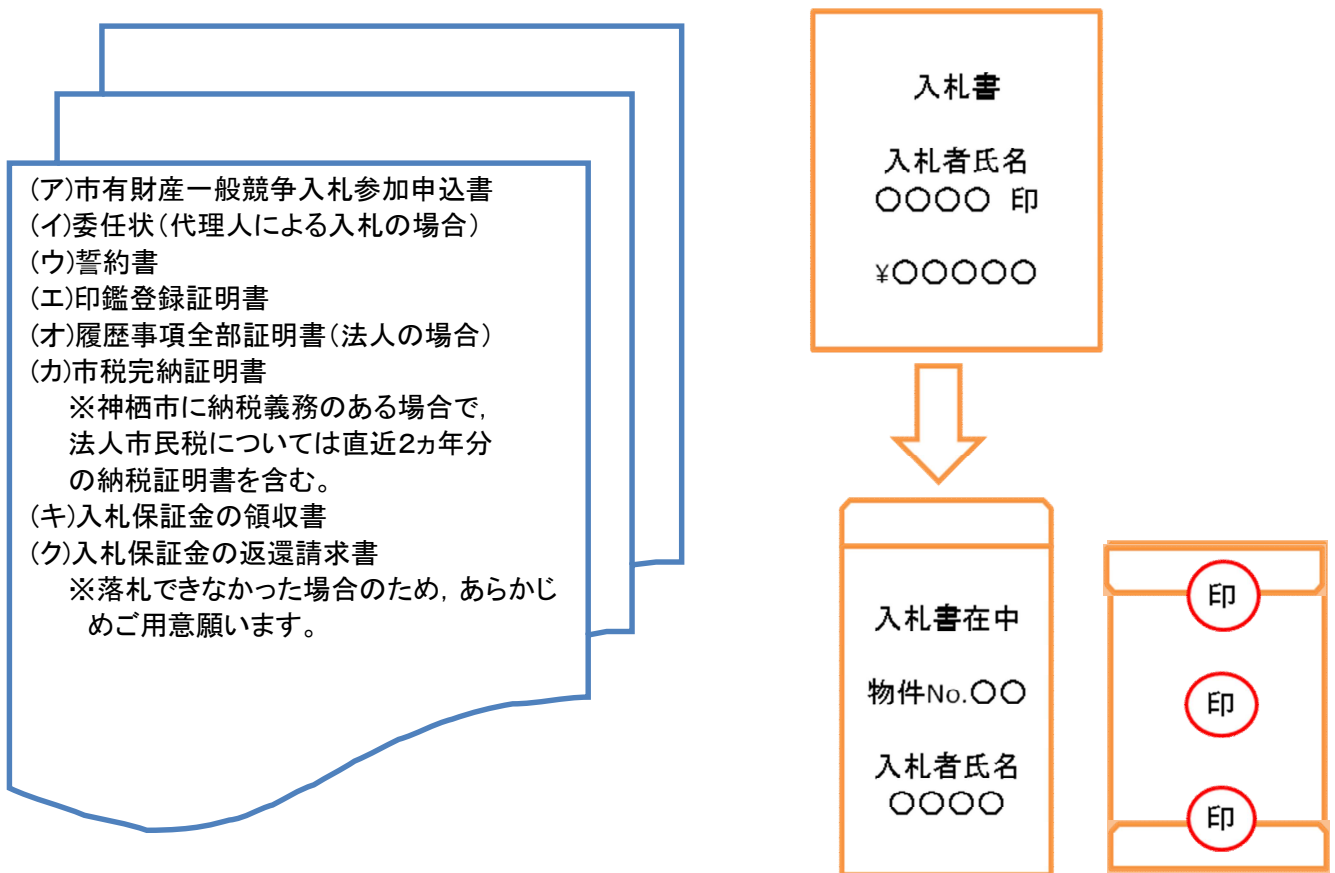 (ア)市有財産一般競争入札参加申込書
(イ)委任状(代理人による入札の場合)
(ウ)誓約書
(エ)印鑑登録証明書
(オ)履歴事項全部証明書(法人の場合)
(カ)市税完納証明書
※神栖市に納税義務のある場合で,
法人市民税については直近2ヵ年分
の納税証明書を含む。
(キ)入札保証金の領収書
(ク)入札保証金の返還請求書
※落札できなかった場合のため, あらかじ
めご用意願います。
入札書
入札者氏名
○○○○ 印
¥○○○○○
入札書在中
物件No.○○
入札者氏名
○○○○
印
印
印